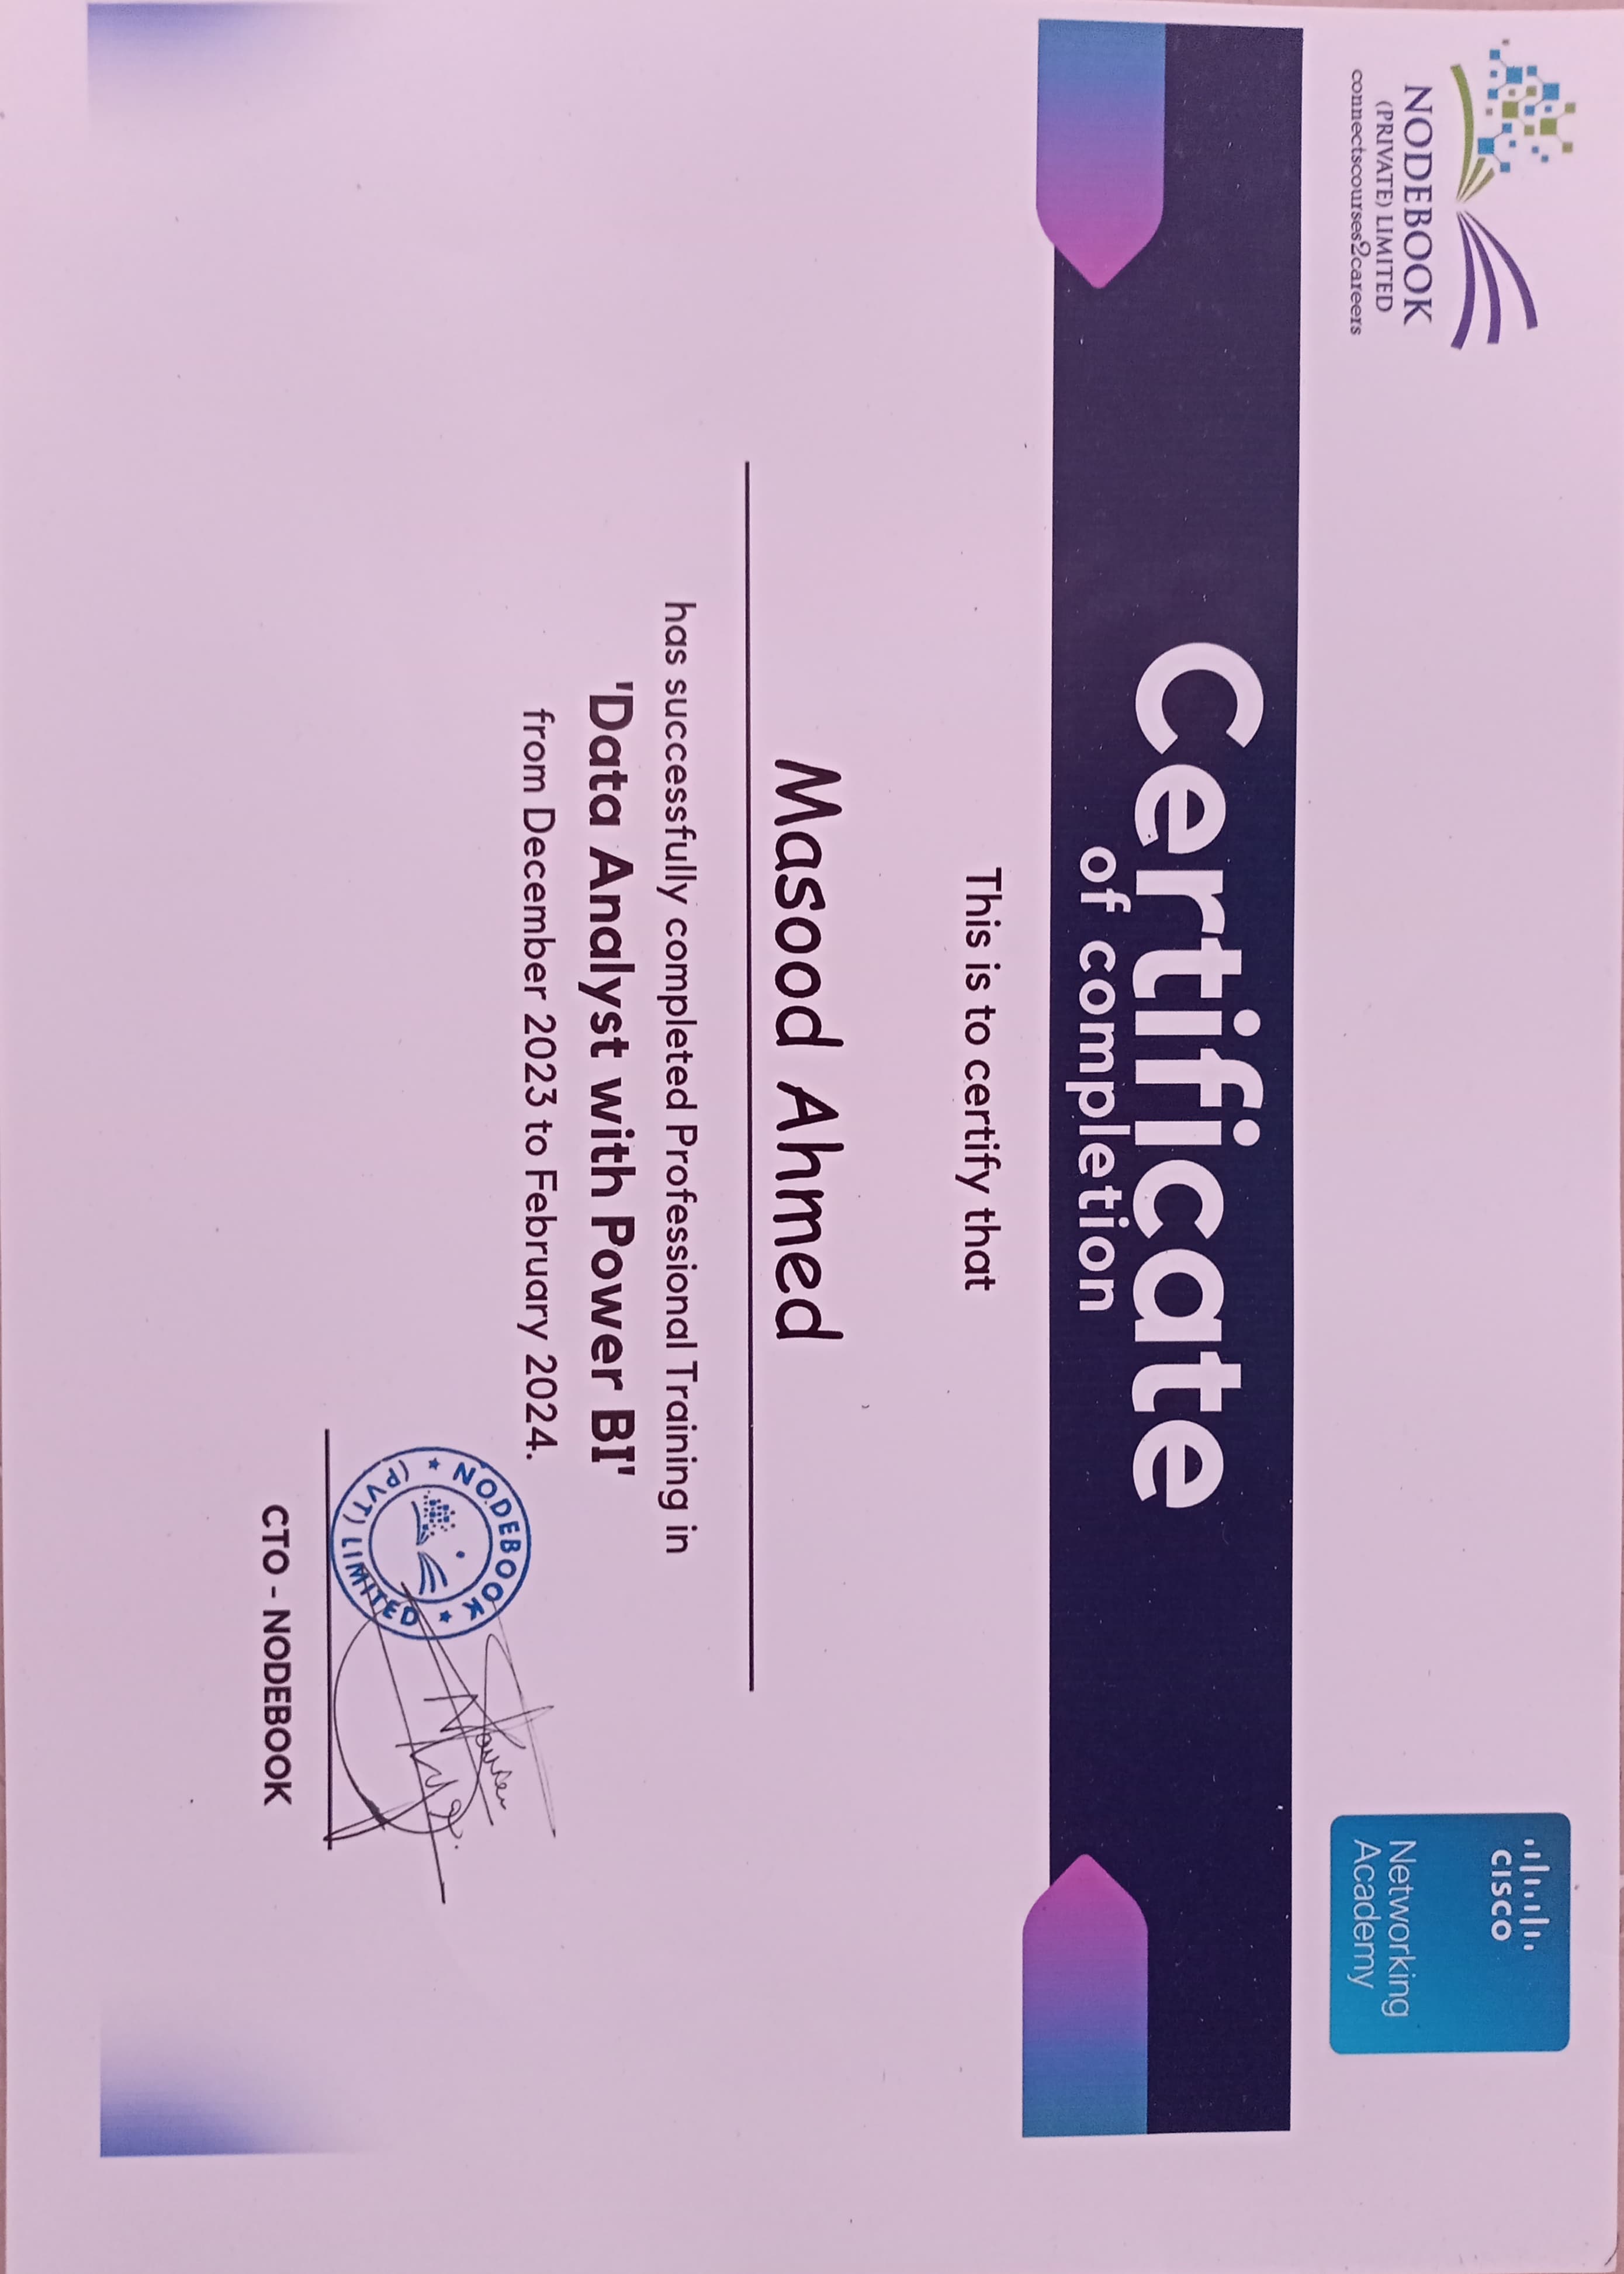 NODEBOOK
(PRIVATE) LIMITED
connectscourses2careers
CISCO
Networking
Academy
Certificate
of completion
This is to certify that
Masood Ahmed
has successfully completed Professional Training in
'Data Analyst with Power BI'
from December 2023 to February 2024.
NODEBOOK
(PVT) LIMITED
CTO - NODEBOOK